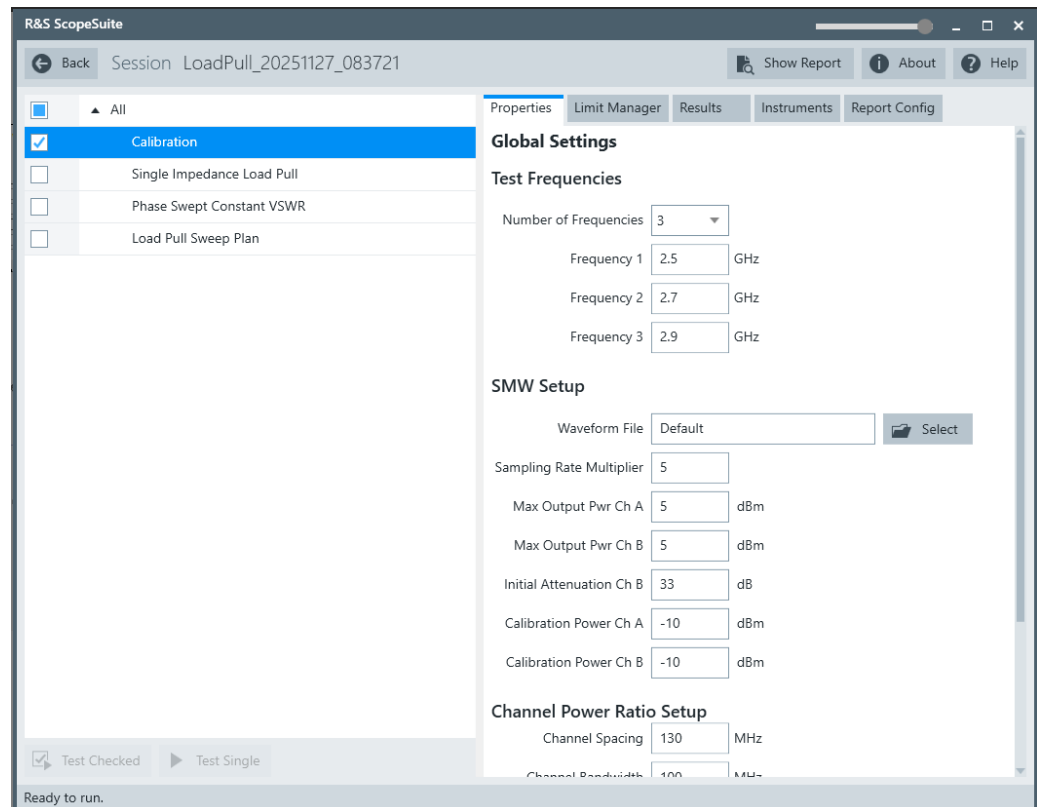 R&S ScopeSuite
Back Session LoadPull_20251127_083721 Show Report About Help
All
Calibration
Single Impedance Load Pull
Phase Swept Constant VSWR
Load Pull Sweep Plan
Test Checked Test Single
Properties Limit Manager Results Instruments Report Config
Global Settings
Test Frequencies
Number of Frequencies 3
Frequency 1 2.5 GHz
Frequency 2 2.7 GHz
Frequency 3 2.9 GHz
SMW Setup
Waveform File Default Select
Sampling Rate Multiplier 5
Max Output Pwr Ch A 5 dBm
Max Output Pwr Ch B 5 dBm
Initial Attenuation Ch B 33 dB
Calibration Power Ch A -10 dBm
Calibration Power Ch B -10 dBm
Channel Power Ratio Setup
Channel Spacing 130 MHz
Channel Bandwidth 100 MHz
Ready to run.